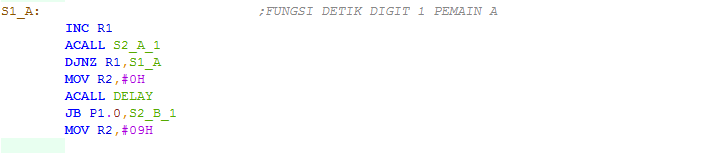 S1_A: ;FUNGSI DETIK DIGIT 1 PEMAIN A
INC R1
ACALL S2_A_1
DJNZ R1,S1_A
MOV R2,#0H
ACALL DELAY
JB P1.0,S2_B_1
MOV R2,#09H